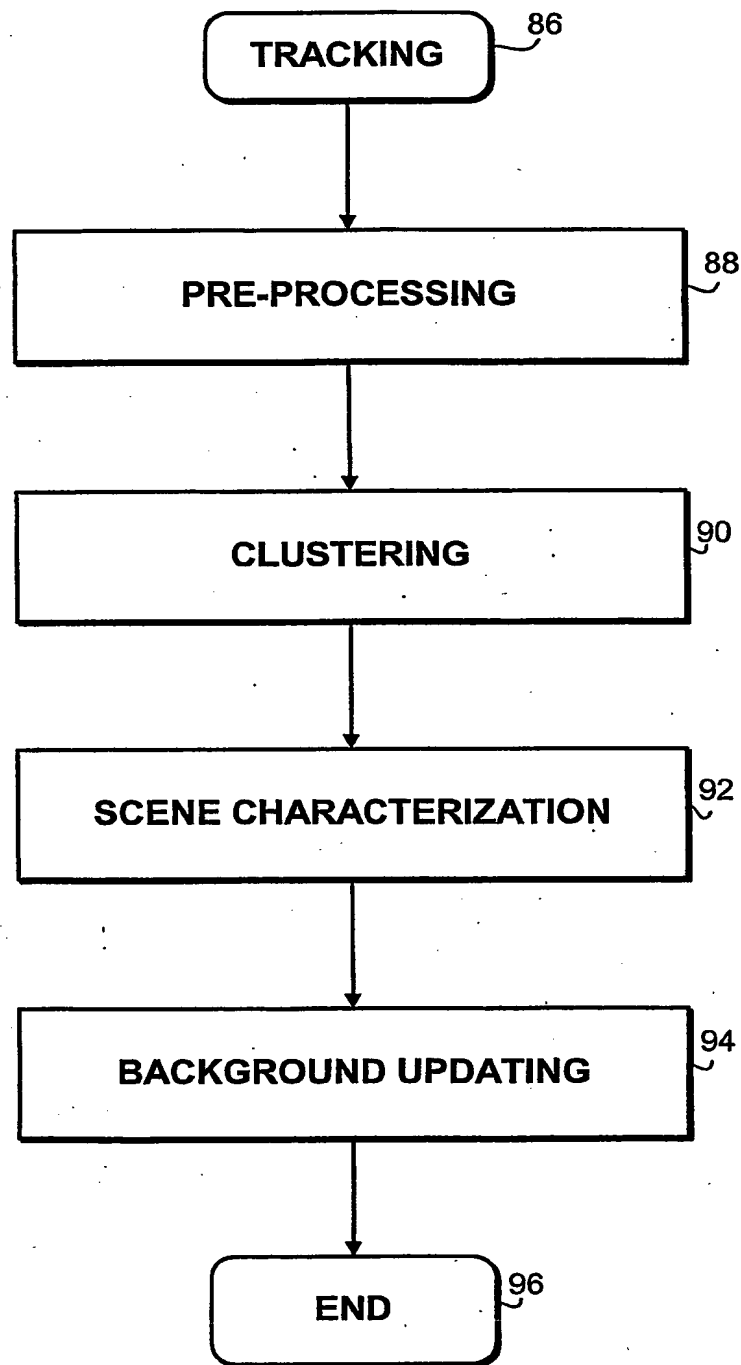 TRACKING
86
PRE-PROCESSING
88
CLUSTERING
90
SCENE CHARACTERIZATION
92
BACKGROUND UPDATING
94
END
96